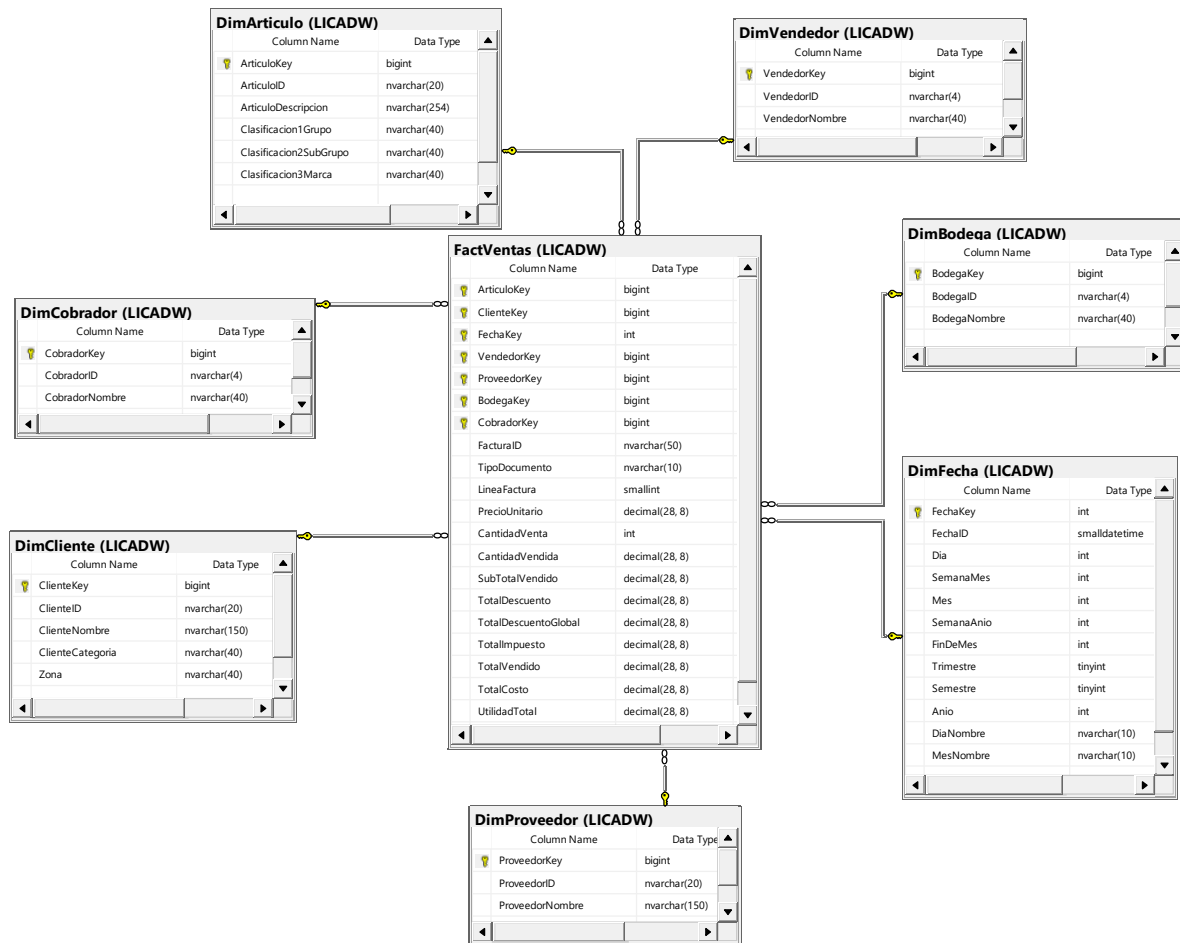 DimArticulo (LICADW)
Column Name Data Type
ArticuloKey bigint
ArticuloID nvarchar(20)
ArticuloDescripcion nvarchar(254)
Clasificacion1Grupo nvarchar(40)
Clasificacion2SubGrupo nvarchar(40)
Clasificacion3Marca nvarchar(40)
DimVendedor (LICADW)
Column Name Data Type
VendedorKey bigint
VendedorID nvarchar(4)
VendedorNombre nvarchar(40)
DimCobrador (LICADW)
Column Name Data Type
CobradorKey bigint
CobradorID nvarchar(4)
CobradorNombre nvarchar(40)
FactVentas (LICADW)
Column Name Data Type
ArticuloKey bigint
ClienteKey bigint
FechaKey int
VendedorKey bigint
ProveedorKey bigint
BodegaKey bigint
CobradorKey bigint
FacturaID nvarchar(50)
TipoDocumento nvarchar(10)
LineaFactura smallint
PrecioUnitario decimal(28, 8)
CantidadVenta int
CantidadVendida decimal(28, 8)
SubTotalVendido decimal(28, 8)
TotalDescuento decimal(28, 8)
TotalDescuentoGlobal decimal(28, 8)
TotalImpuesto decimal(28, 8)
TotalVendido decimal(28, 8)
TotalCosto decimal(28, 8)
UtilidadTotal decimal(28, 8)
DimBodega (LICADW)
Column Name Data Type
BodegaKey bigint
BodegaID nvarchar(4)
BodegaNombre nvarchar(40)
DimCliente (LICADW)
Column Name Data Type
ClienteKey bigint
ClienteID nvarchar(20)
ClienteNombre nvarchar(150)
ClienteCategoria nvarchar(40)
Zona nvarchar(40)
DimFecha (LICADW)
Column Name Data Type
FechaKey int
FechaID smalldatetime
Dia int
SemanaMes int
Mes int
SemanaAnio int
FinDeMes int
Trimestre tinyint
Semestre tinyint
Anio int
DiaNombre nvarchar(10)
MesNombre nvarchar(10)
DimProveedor (LICADW)
Column Name Data Type
ProveedorKey bigint
ProveedorID nvarchar(20)
ProveedorNombre nvarchar(150)